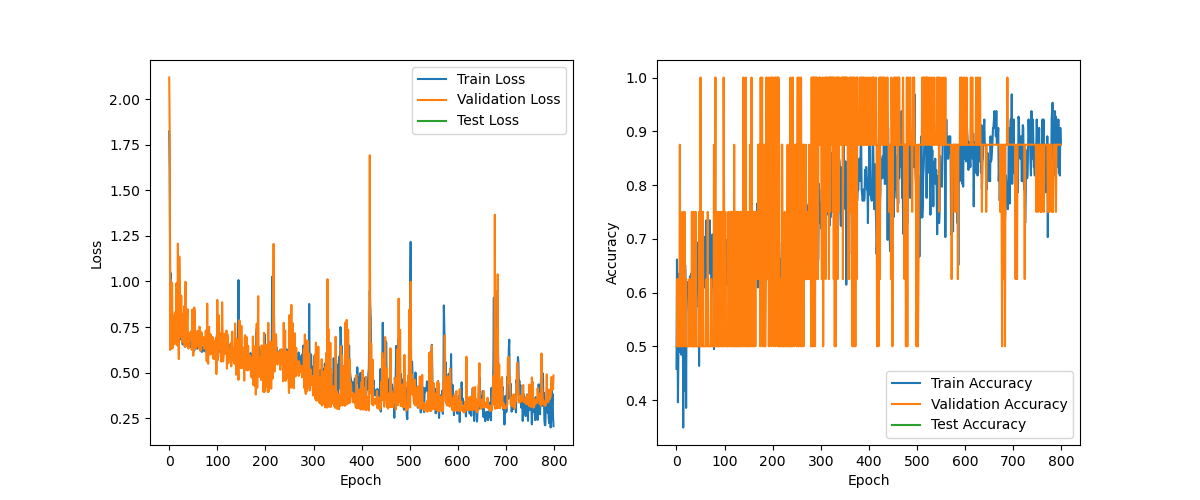 Train Loss
Validation Loss
Test Loss
2.00
1.75
1.50
1.25
1.00
0.75
0.50
0.25
Loss
0 100 200 300 400 500 600 700 800
Epoch
1.0
0.9
0.8
0.7
0.6
0.5
0.4
Accuracy
Train Accuracy
Validation Accuracy
Test Accuracy
0 100 200 300 400 500 600 700 800
Epoch